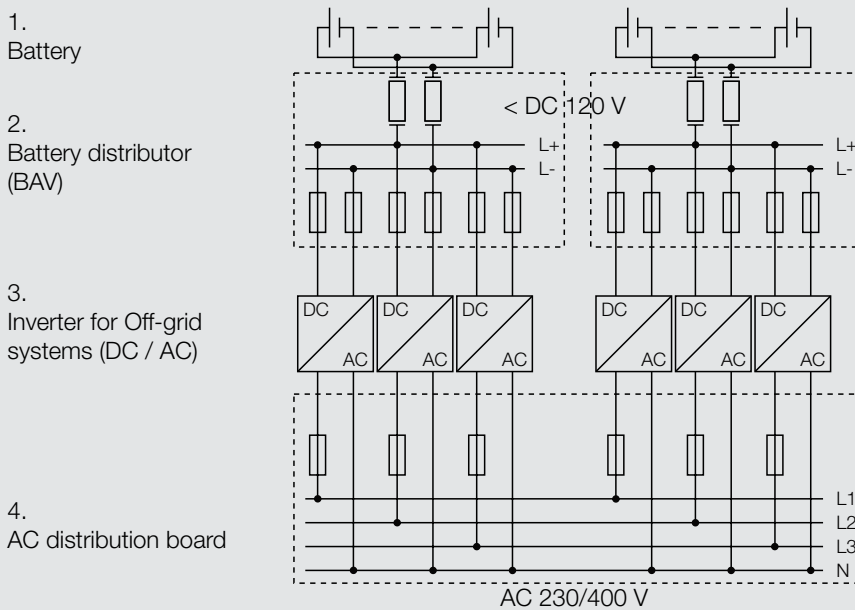 1.
Battery
2.
Battery distributor
(BAV)
< DC 120 V
L+
L-
L+
L-
3.
Inverter for Off-grid
systems (DC / AC)
DC
AC
DC
AC
DC
AC
DC
AC
DC
AC
DC
AC
4.
AC distribution board
L1
L2
L3
N
AC 230/400 V